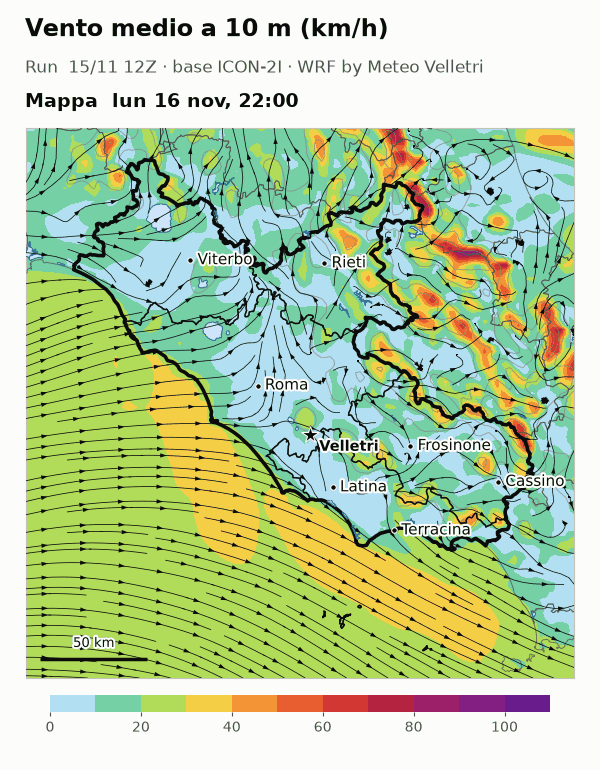 Vento medio a 10 m (km/h)
Run 15/11 12Z · base ICON-2I · WRF by Meteo Velletri
Mappa lun 16 nov, 22:00
Viterbo
Rieti
Roma
Velletri
Frosinone
Cassino
Latina
Terracina
50 km
0 20 40 60 80 100